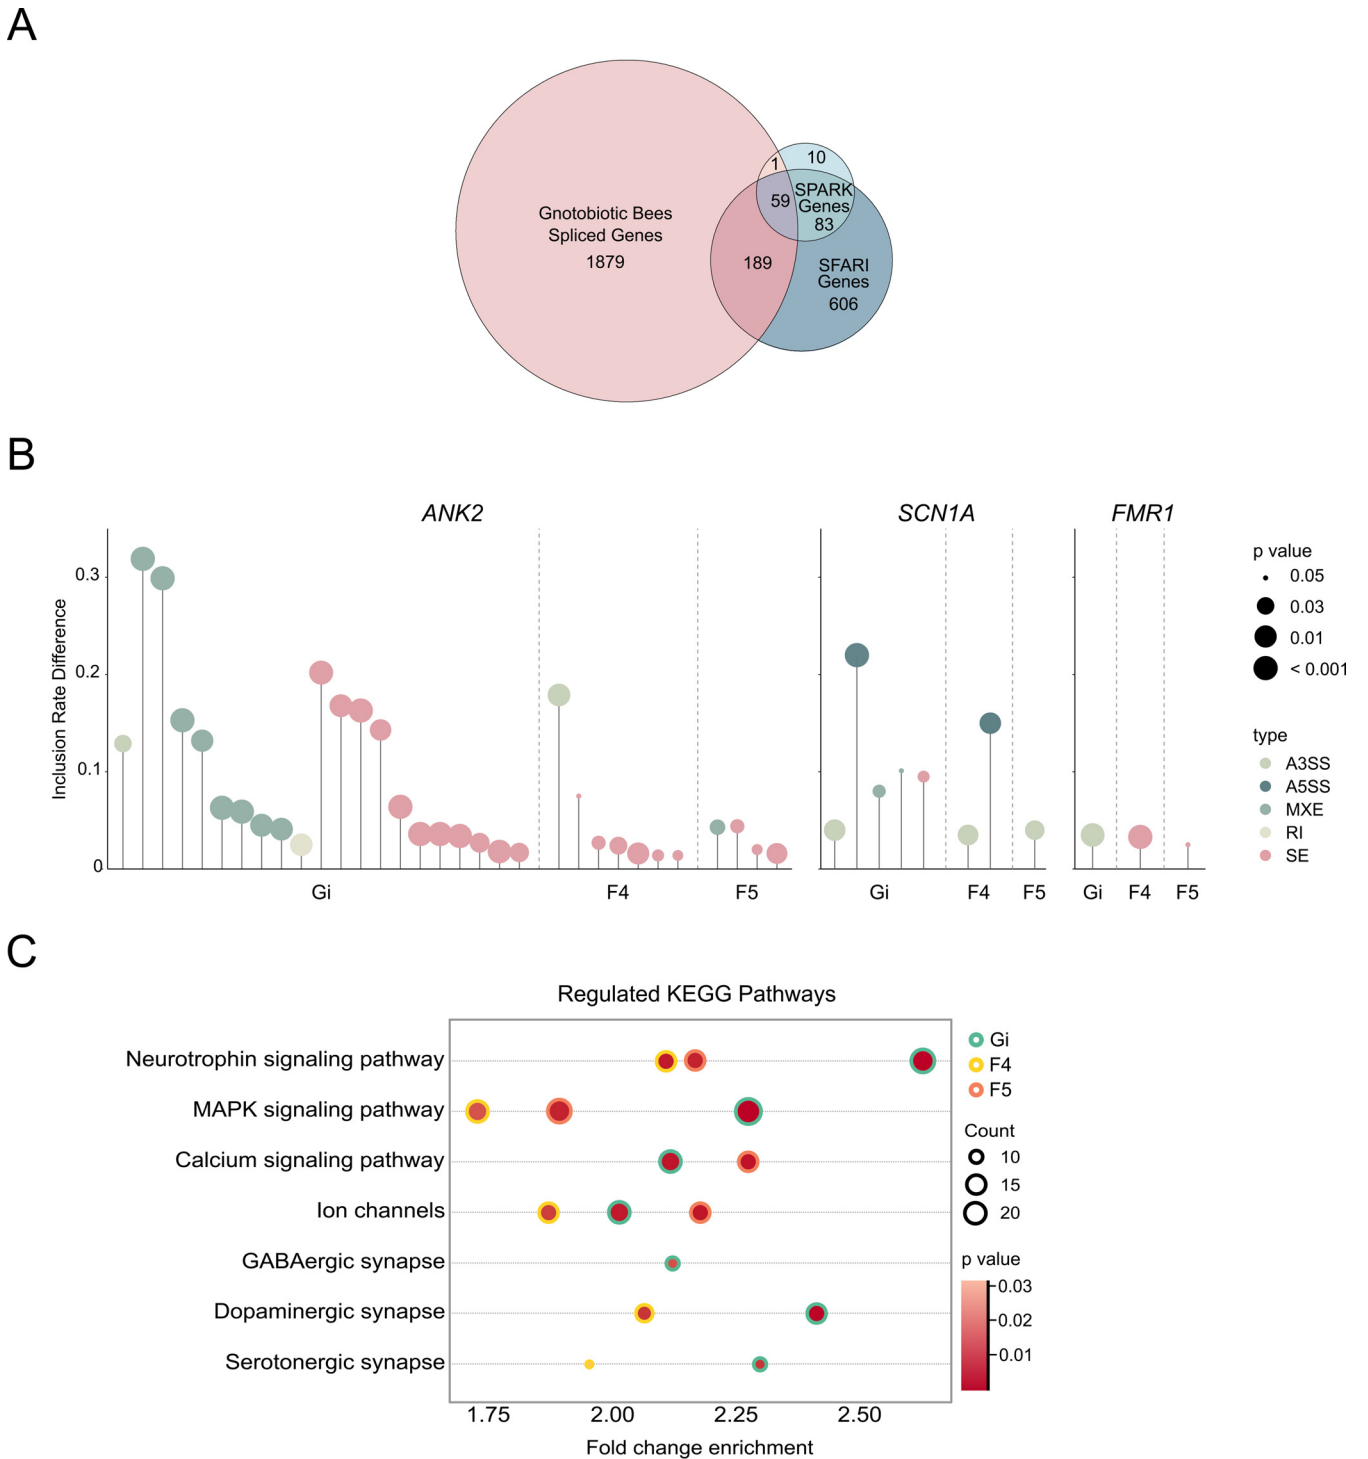 A
Gnotobiotic Bees
Spliced Genes
1879
1
10
59
SPARK
Genes
83
189
SFARI
Genes
606
B
ANK2
SCN1A
FMR1
Inclusion Rate Difference
0.3
0.2
0.1
0
Gi
F4
F5
Gi
F4
F5
Gi
F4
F5
p value
0.05
0.03
0.01
< 0.001
type
A3SS
A5SS
MXE
RI
SE
C
Regulated KEGG Pathways
Neurotrophin signaling pathway
MAPK signaling pathway
Calcium signaling pathway
Ion channels
GABAergic synapse
Dopaminergic synapse
Serotonergic synapse
1.75
2.00
2.25
2.50
Fold change enrichment
Gi
F4
F5
Count
10
15
20
p value
0.03
0.02
0.01